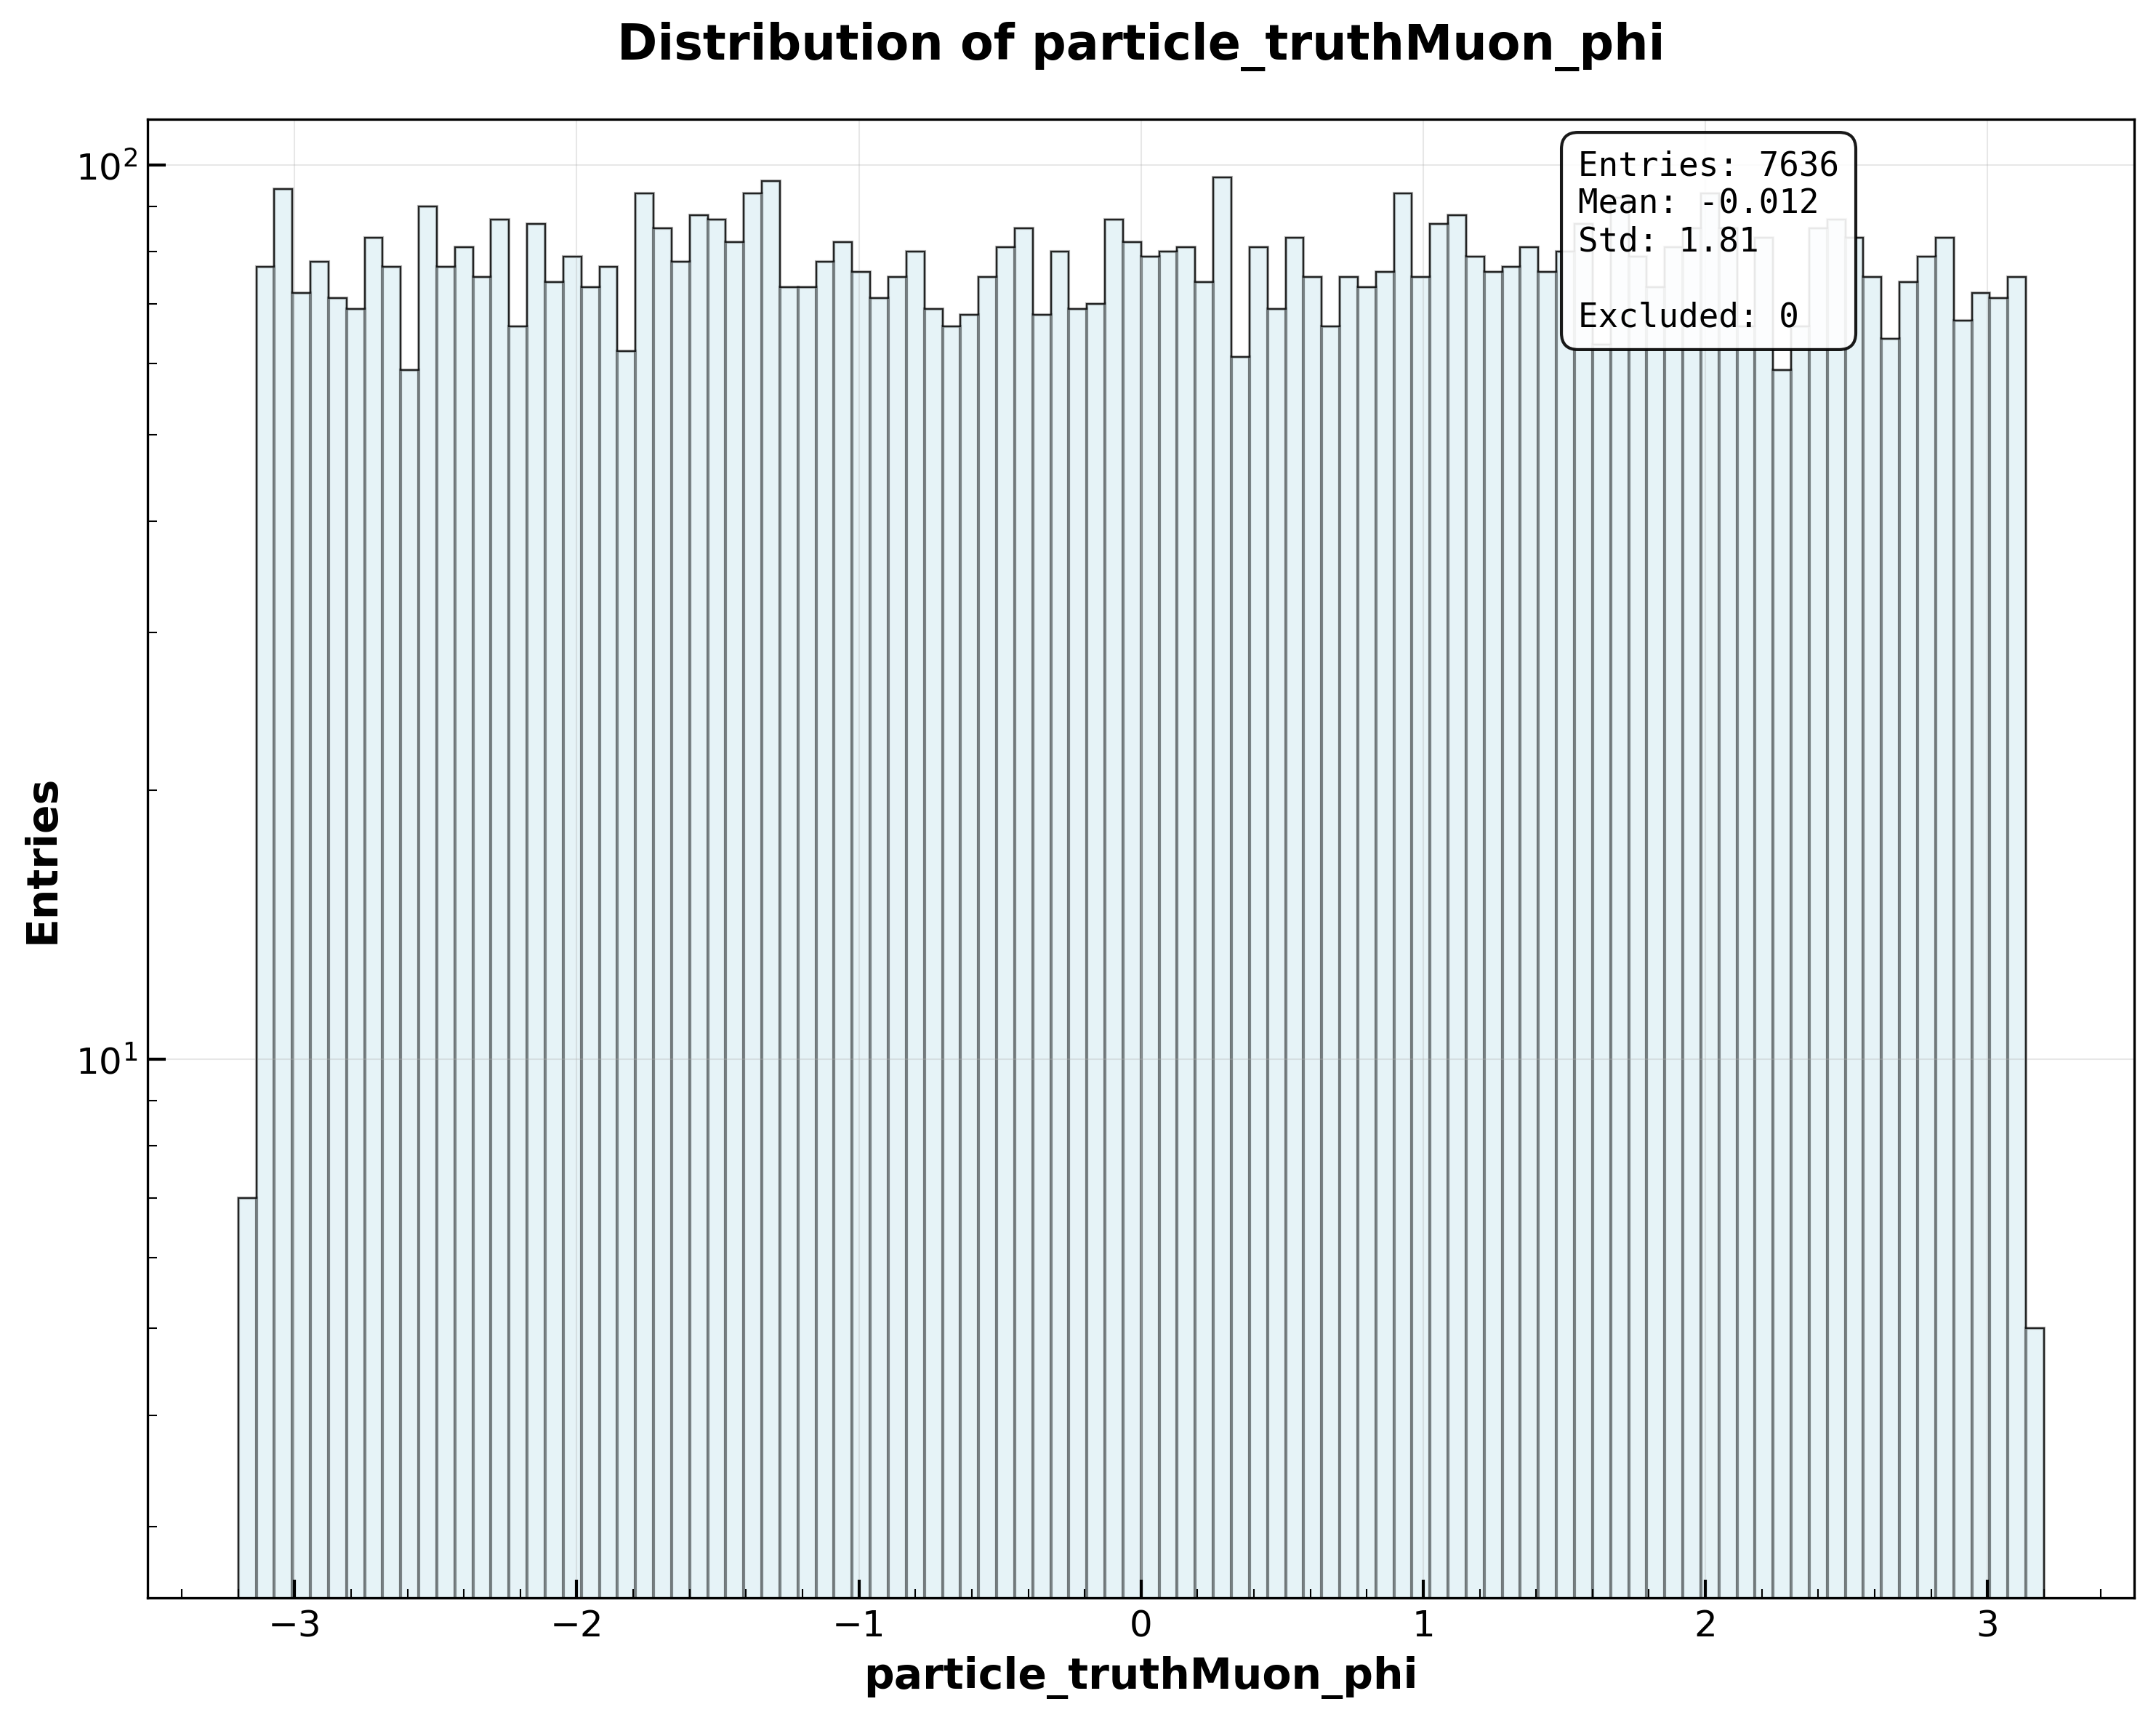 Distribution of particle_truthMuon_phi
10²
10¹
Entries
Entries: 7636
Mean: -0.012
Std: 1.81
Excluded: 0
−3 −2 −1 0 1 2 3
particle_truthMuon_phi